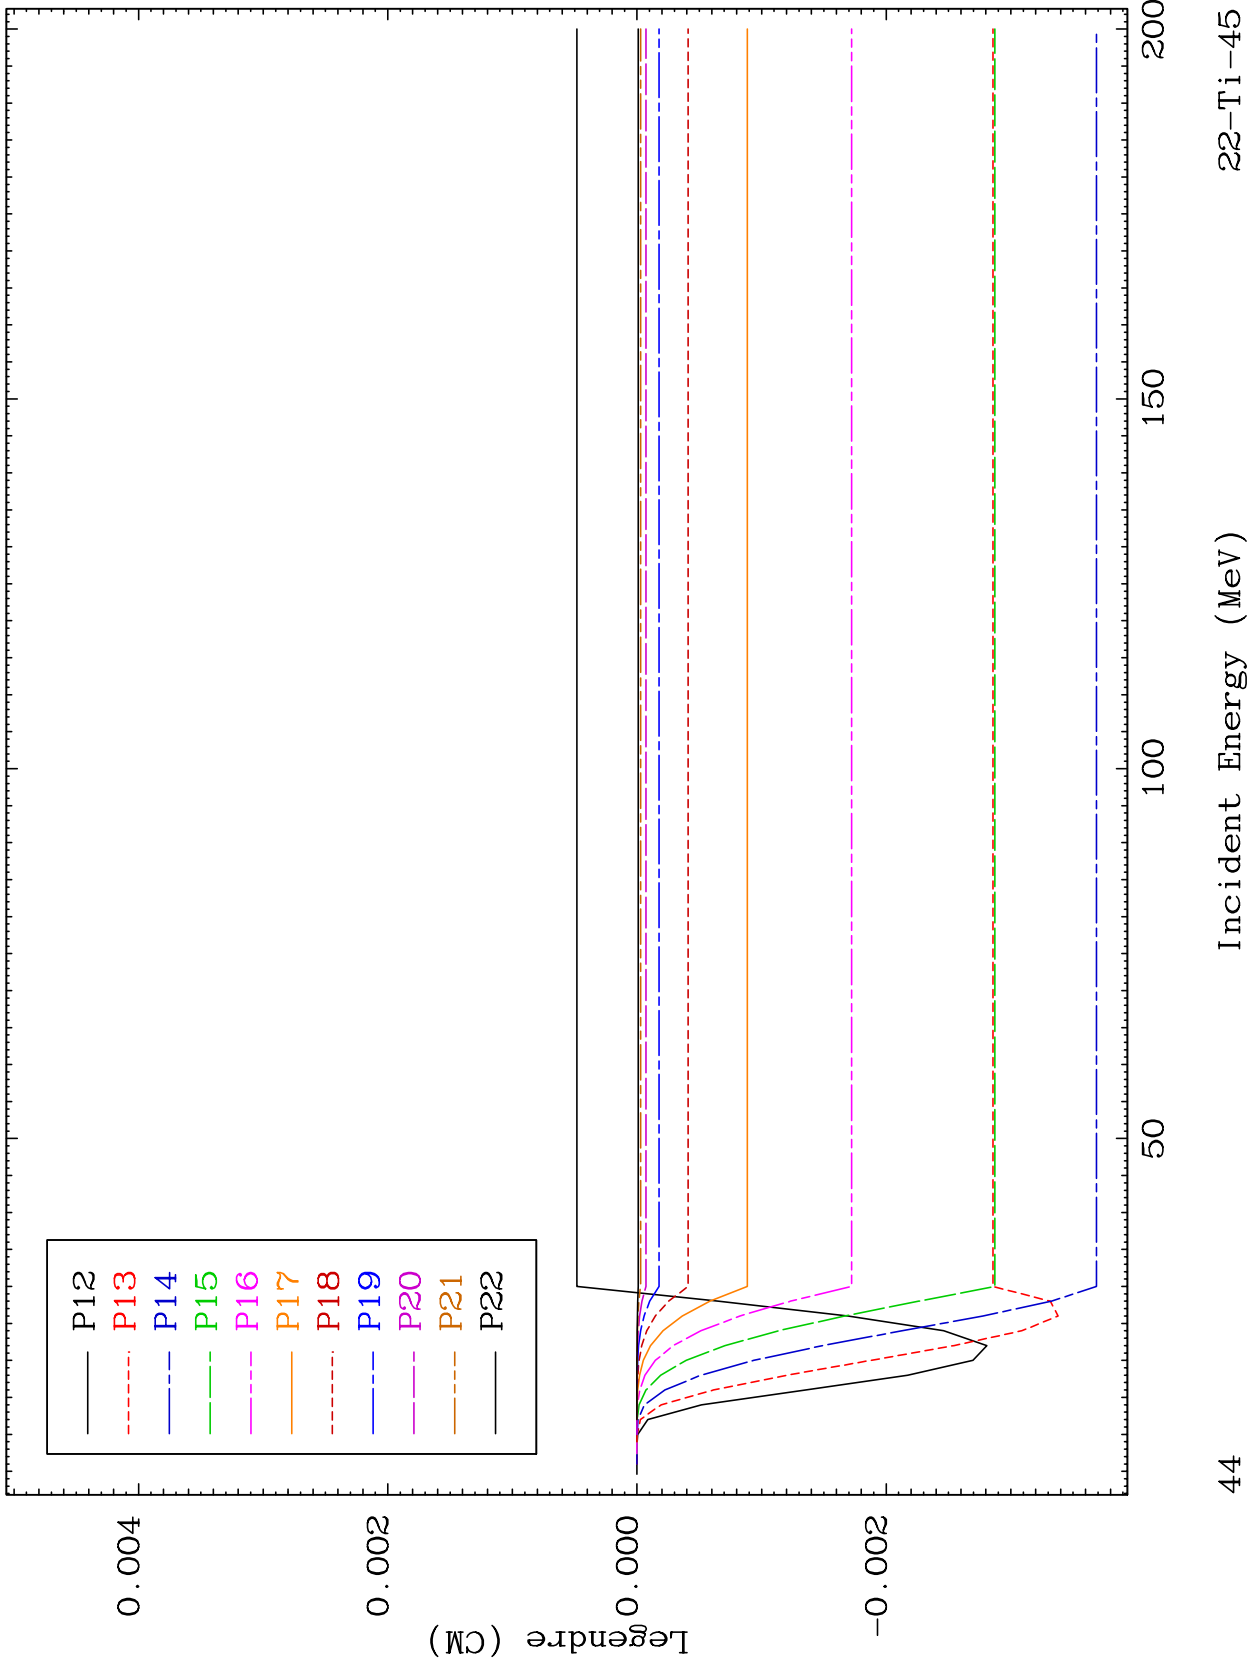 P12
P13
P14
P15
P16
P17
P18
P19
P20
P21
P22
0.004
0.002
0.000
-0.002
Legendre (CM)
50
100
150
200
Incident Energy (MeV)
44
22-Ti-45